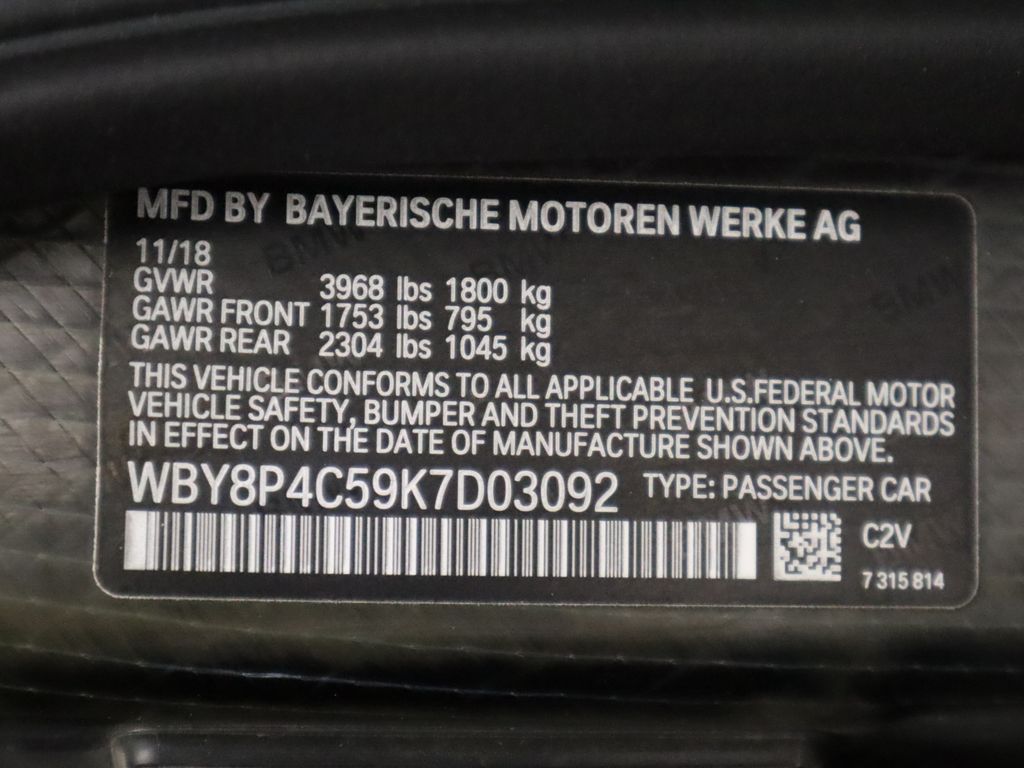 MFD BY BAYERISCHE MOTOREN WERKE AG
11/18
GVWR 3968 lbs 1800 kg
GAWR FRONT 1753 lbs 795 kg
GAWR REAR 2304 lbs 1045 kg
THIS VEHICLE CONFORMS TO ALL APPLICABLE U.S.FEDERAL MOTOR
VEHICLE SAFETY, BUMPER AND THEFT PREVENTION STANDARDS
IN EFFECT ON THE DATE OF MANUFACTURE SHOWN ABOVE.
WBY8P4C59K7D03092 TYPE: PASSENGER CAR
C2V
7 315 814